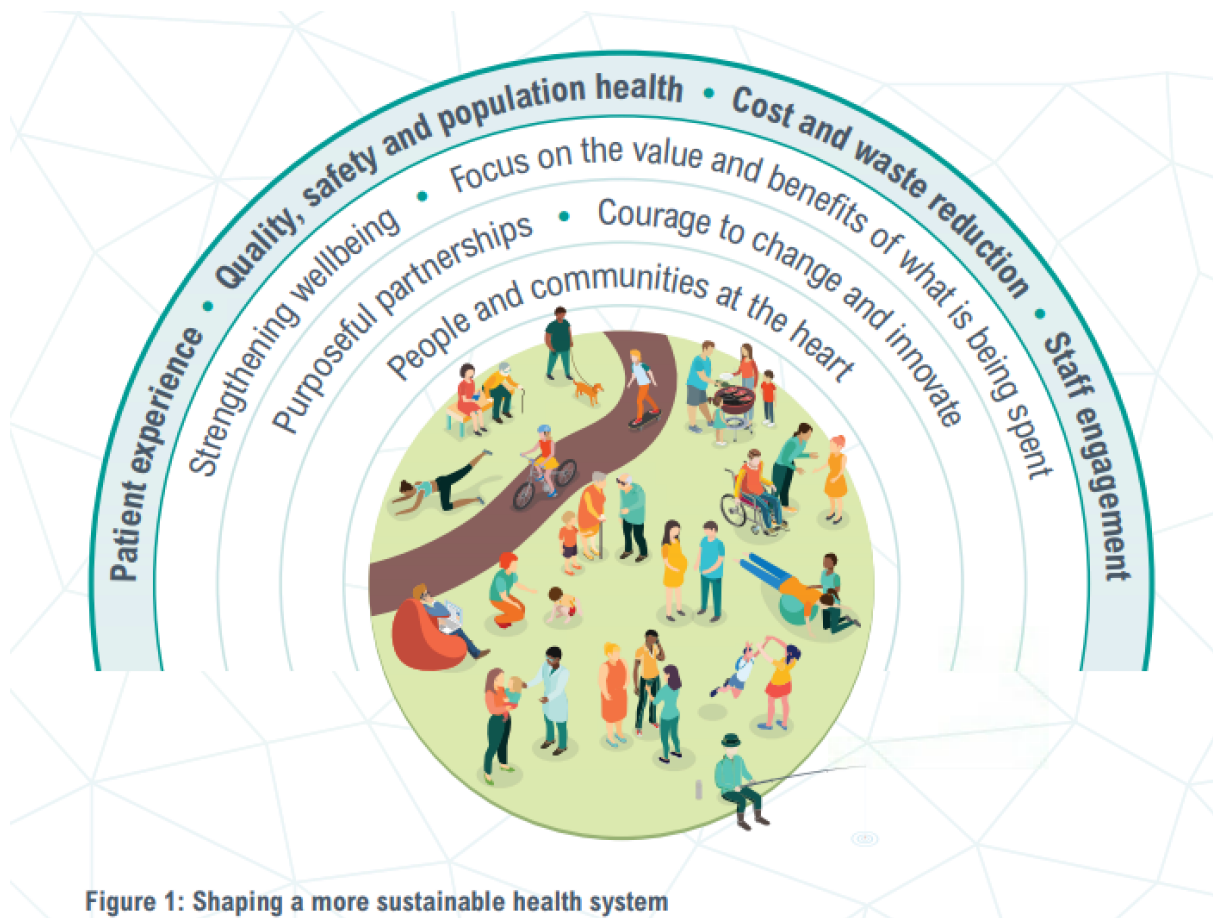 Patient experience • Quality, safety and population health • Cost and waste reduction • Staff engagement
Strengthening wellbeing • Focus on the value and benefits of what is being spent
Purposeful partnerships • Courage to change and innovate
People and communities at the heart
Figure 1: Shaping a more sustainable health system